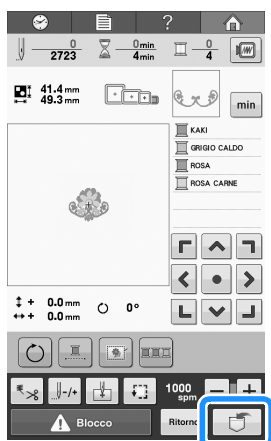 ?
0
2723
0min
4min
0
4
41.4 mm
49.3 mm
min
KAKI
GRIGIO CALDO
ROSA
ROSA CARNE
+ 0.0 mm
+ 0.0 mm
0°
-/+
1000
spm
- +
Blocco
Ritorno